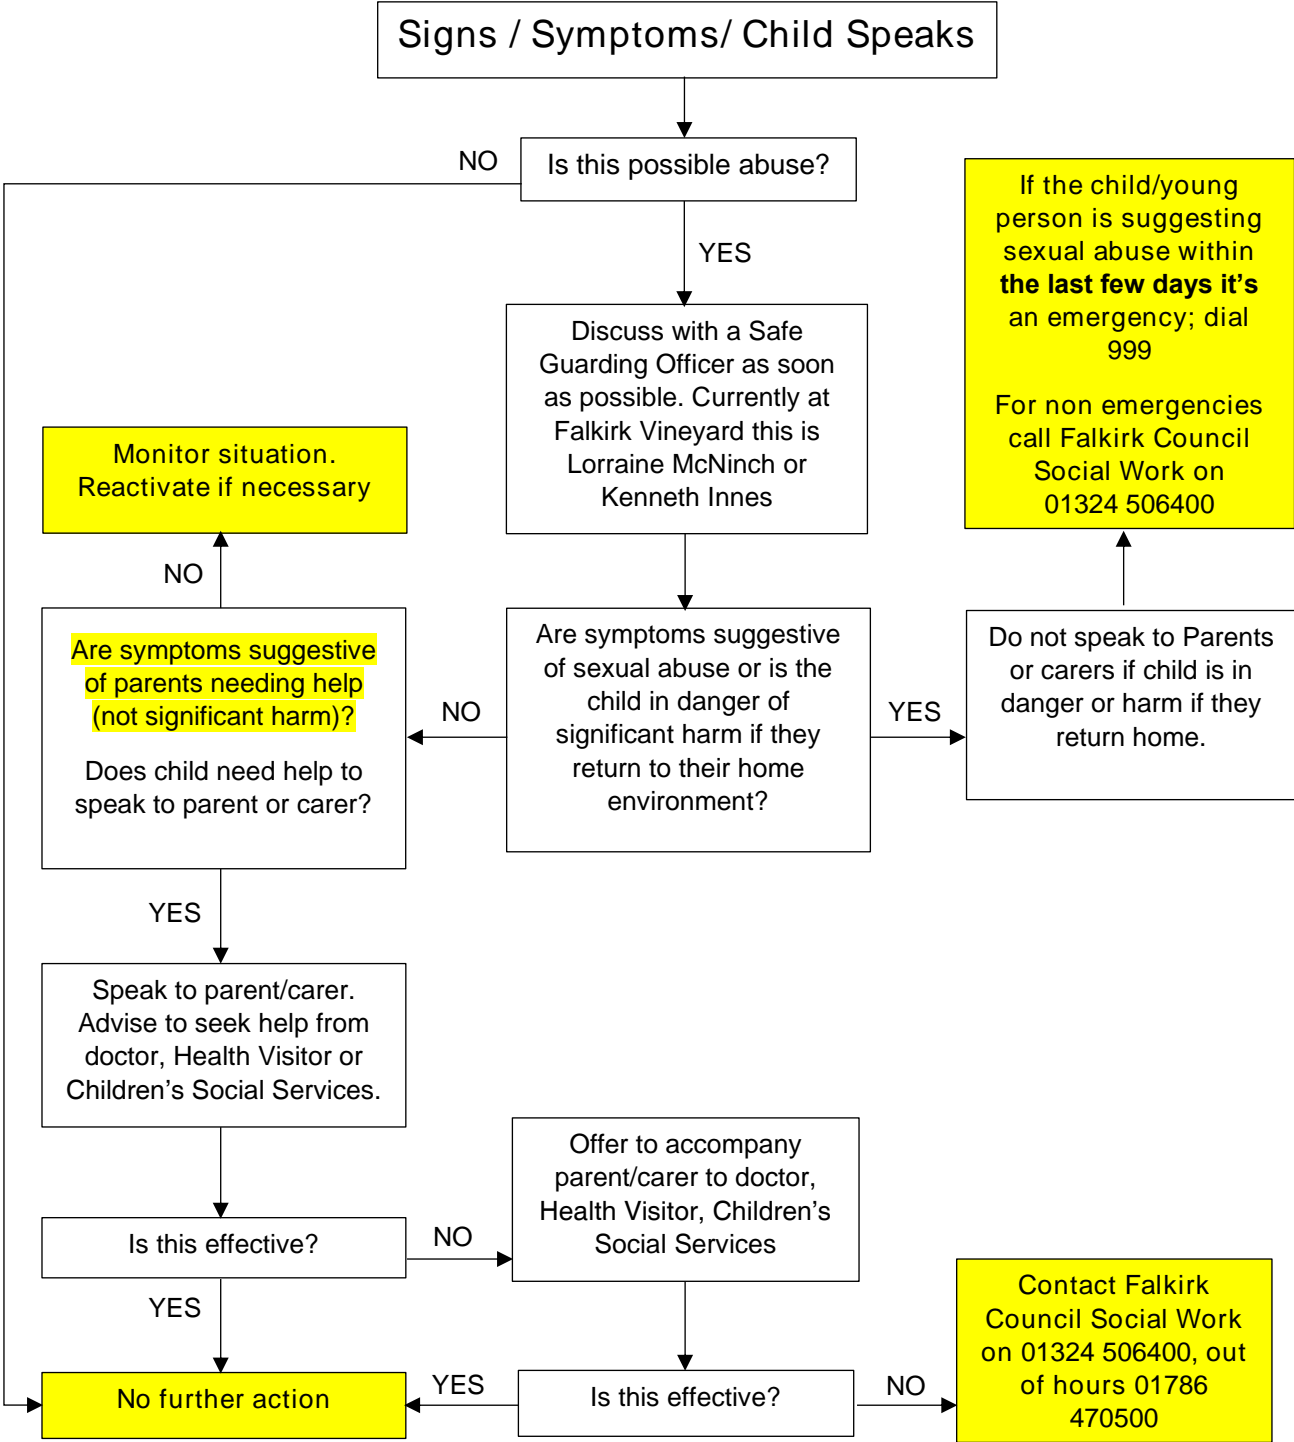 Signs / Symptoms/ Child Speaks
NO
Is this possible abuse?
YES
If the child/young
person is suggesting
sexual abuse within
the last few days it's
an emergency; dial
999
For non emergencies
call Falkirk Council
Social Work on
01324 506400
Discuss with a Safe
Guarding Officer as soon
as possible. Currently at
Falkirk Vineyard this is
Lorraine McNinch or
Kenneth Innes
Monitor situation.
Reactivate if necessary
NO
Are symptoms suggestive
of parents needing help
(not significant harm)?
Does child need help to
speak to parent or carer?
NO
Are symptoms suggestive
of sexual abuse or is the
child in danger of
significant harm if they
return to their home
environment?
YES
Do not speak to Parents
or carers if child is in
danger or harm if they
return home.
YES
Speak to parent/carer.
Advise to seek help from
doctor, Health Visitor or
Children's Social Services.
Is this effective?
NO
Offer to accompany
parent/carer to doctor,
Health Visitor, Children's
Social Services
YES
No further action
YES
Is this effective?
NO
Contact Falkirk
Council Social Work
on 01324 506400, out
of hours 01786
470500